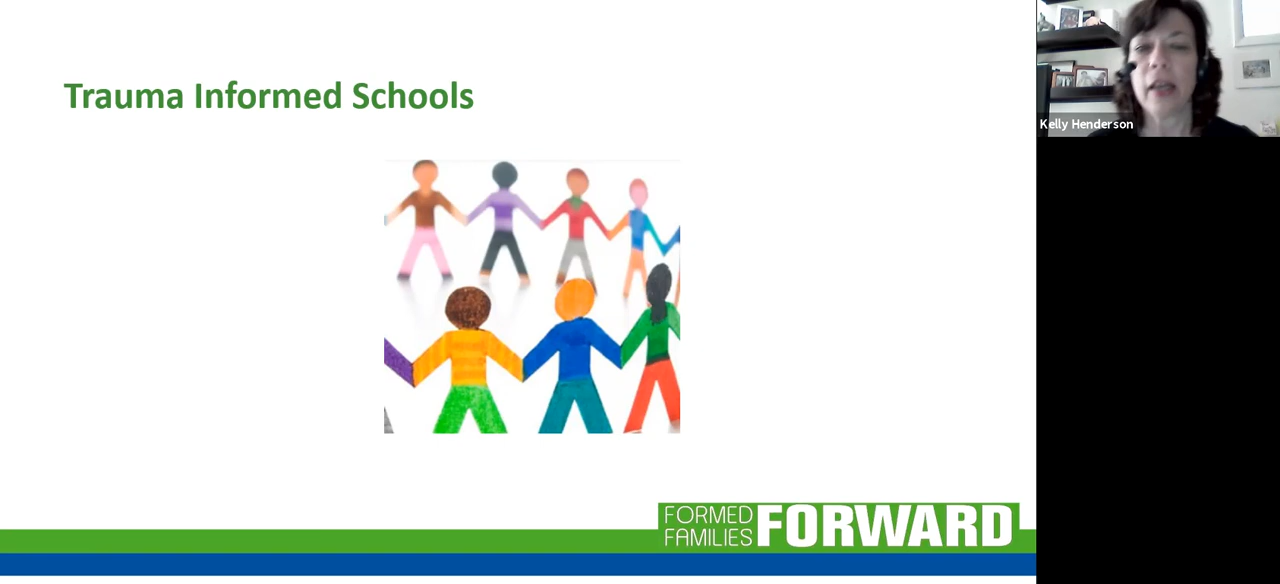 Trauma Informed Schools
Kelly Henderson
FORMED
FAMILIES
FORWARD